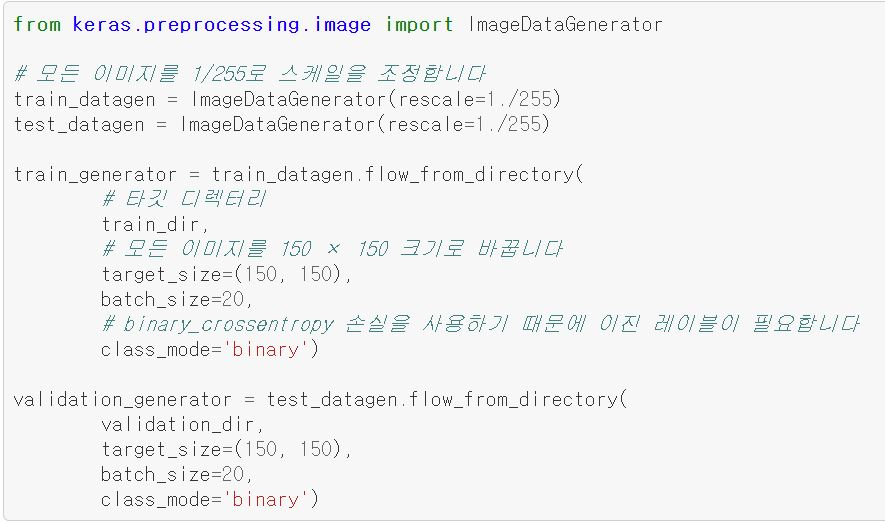 from keras.preprocessing.image import ImageDataGenerator
# 모든 이미지를 1/255로 스케일을 조정합니다
train_datagen = ImageDataGenerator(rescale=1./255)
test_datagen = ImageDataGenerator(rescale=1./255)
train_generator = train_datagen.flow_from_directory(
# 타깃 디렉터리
train_dir,
# 모든 이미지를 150 × 150 크기로 바꿉니다
target_size=(150, 150),
batch_size=20,
# binary_crossentropy 손실을 사용하기 때문에 이진 레이블이 필요합니다
class_mode='binary')
validation_generator = test_datagen.flow_from_directory(
validation_dir,
target_size=(150, 150),
batch_size=20,
class_mode='binary')